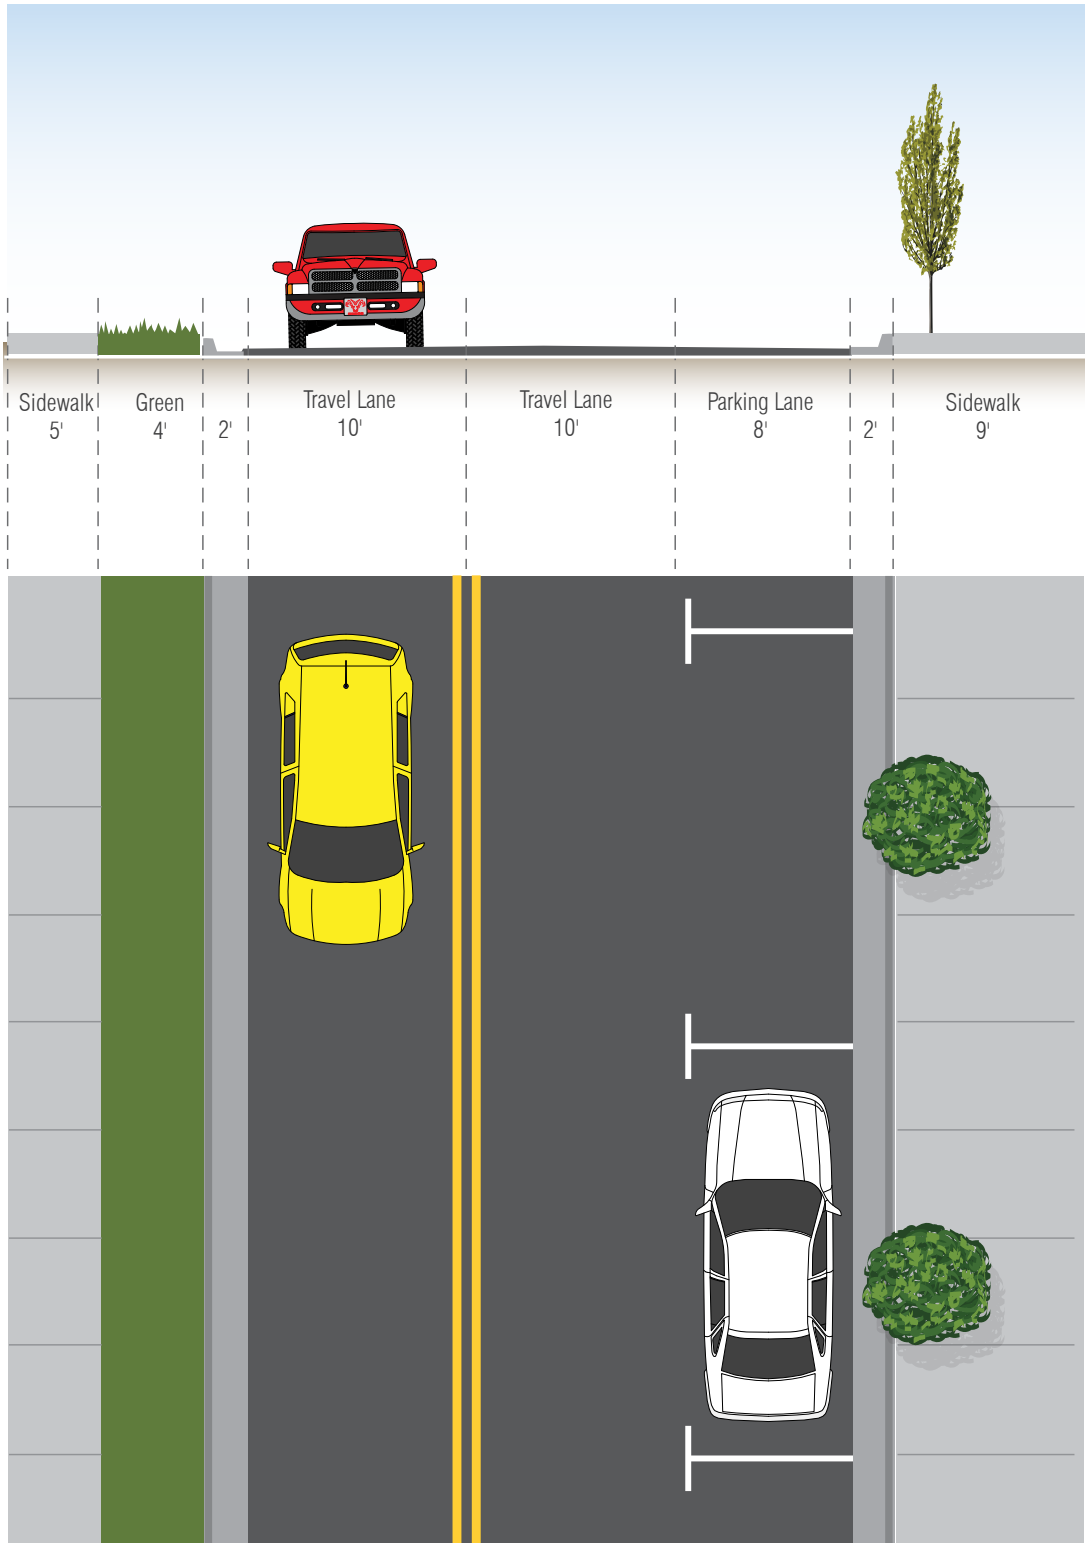 Sidewalk
5'
Green
4'
2'
Travel Lane
10'
Travel Lane
10'
Parking Lane
8'
2'
Sidewalk
9'